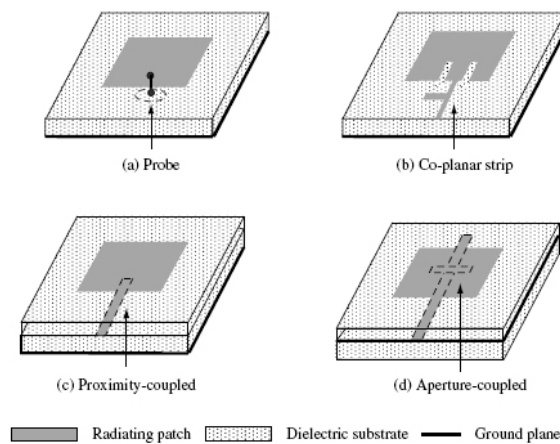 (a) Probe
(b) Co-planar strip
(c) Proximity-coupled
(d) Aperture-coupled
Radiating patch
Dielectric substrate
Ground plane